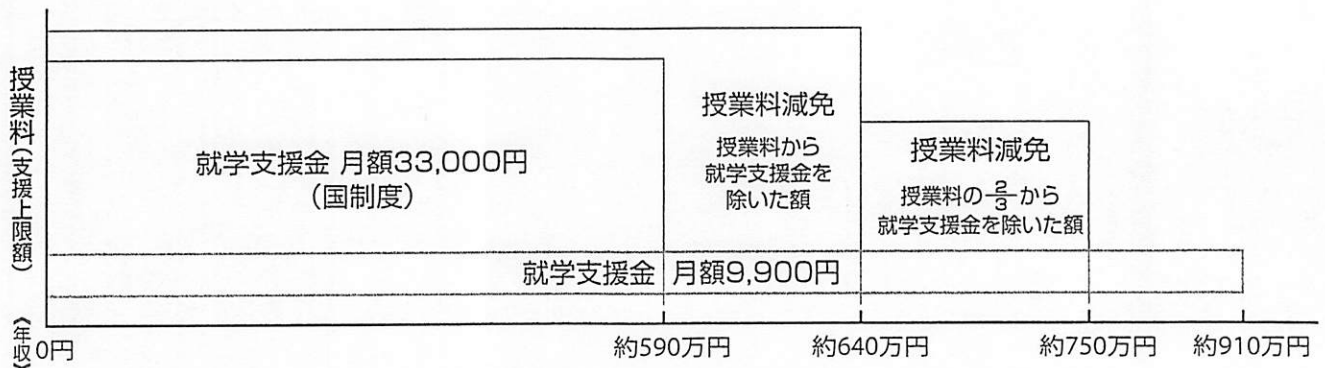 授業料(支援上限額)
就学支援金 月額33,000円
(国制度)
授業料減免
授業料から
就学支援金を
除いた額
授業料減免
授業料の2/3から
就学支援金を除いた額
就学支援金 月額9,900円
《年収》
0円
約590万円
約640万円
約750万円
約910万円